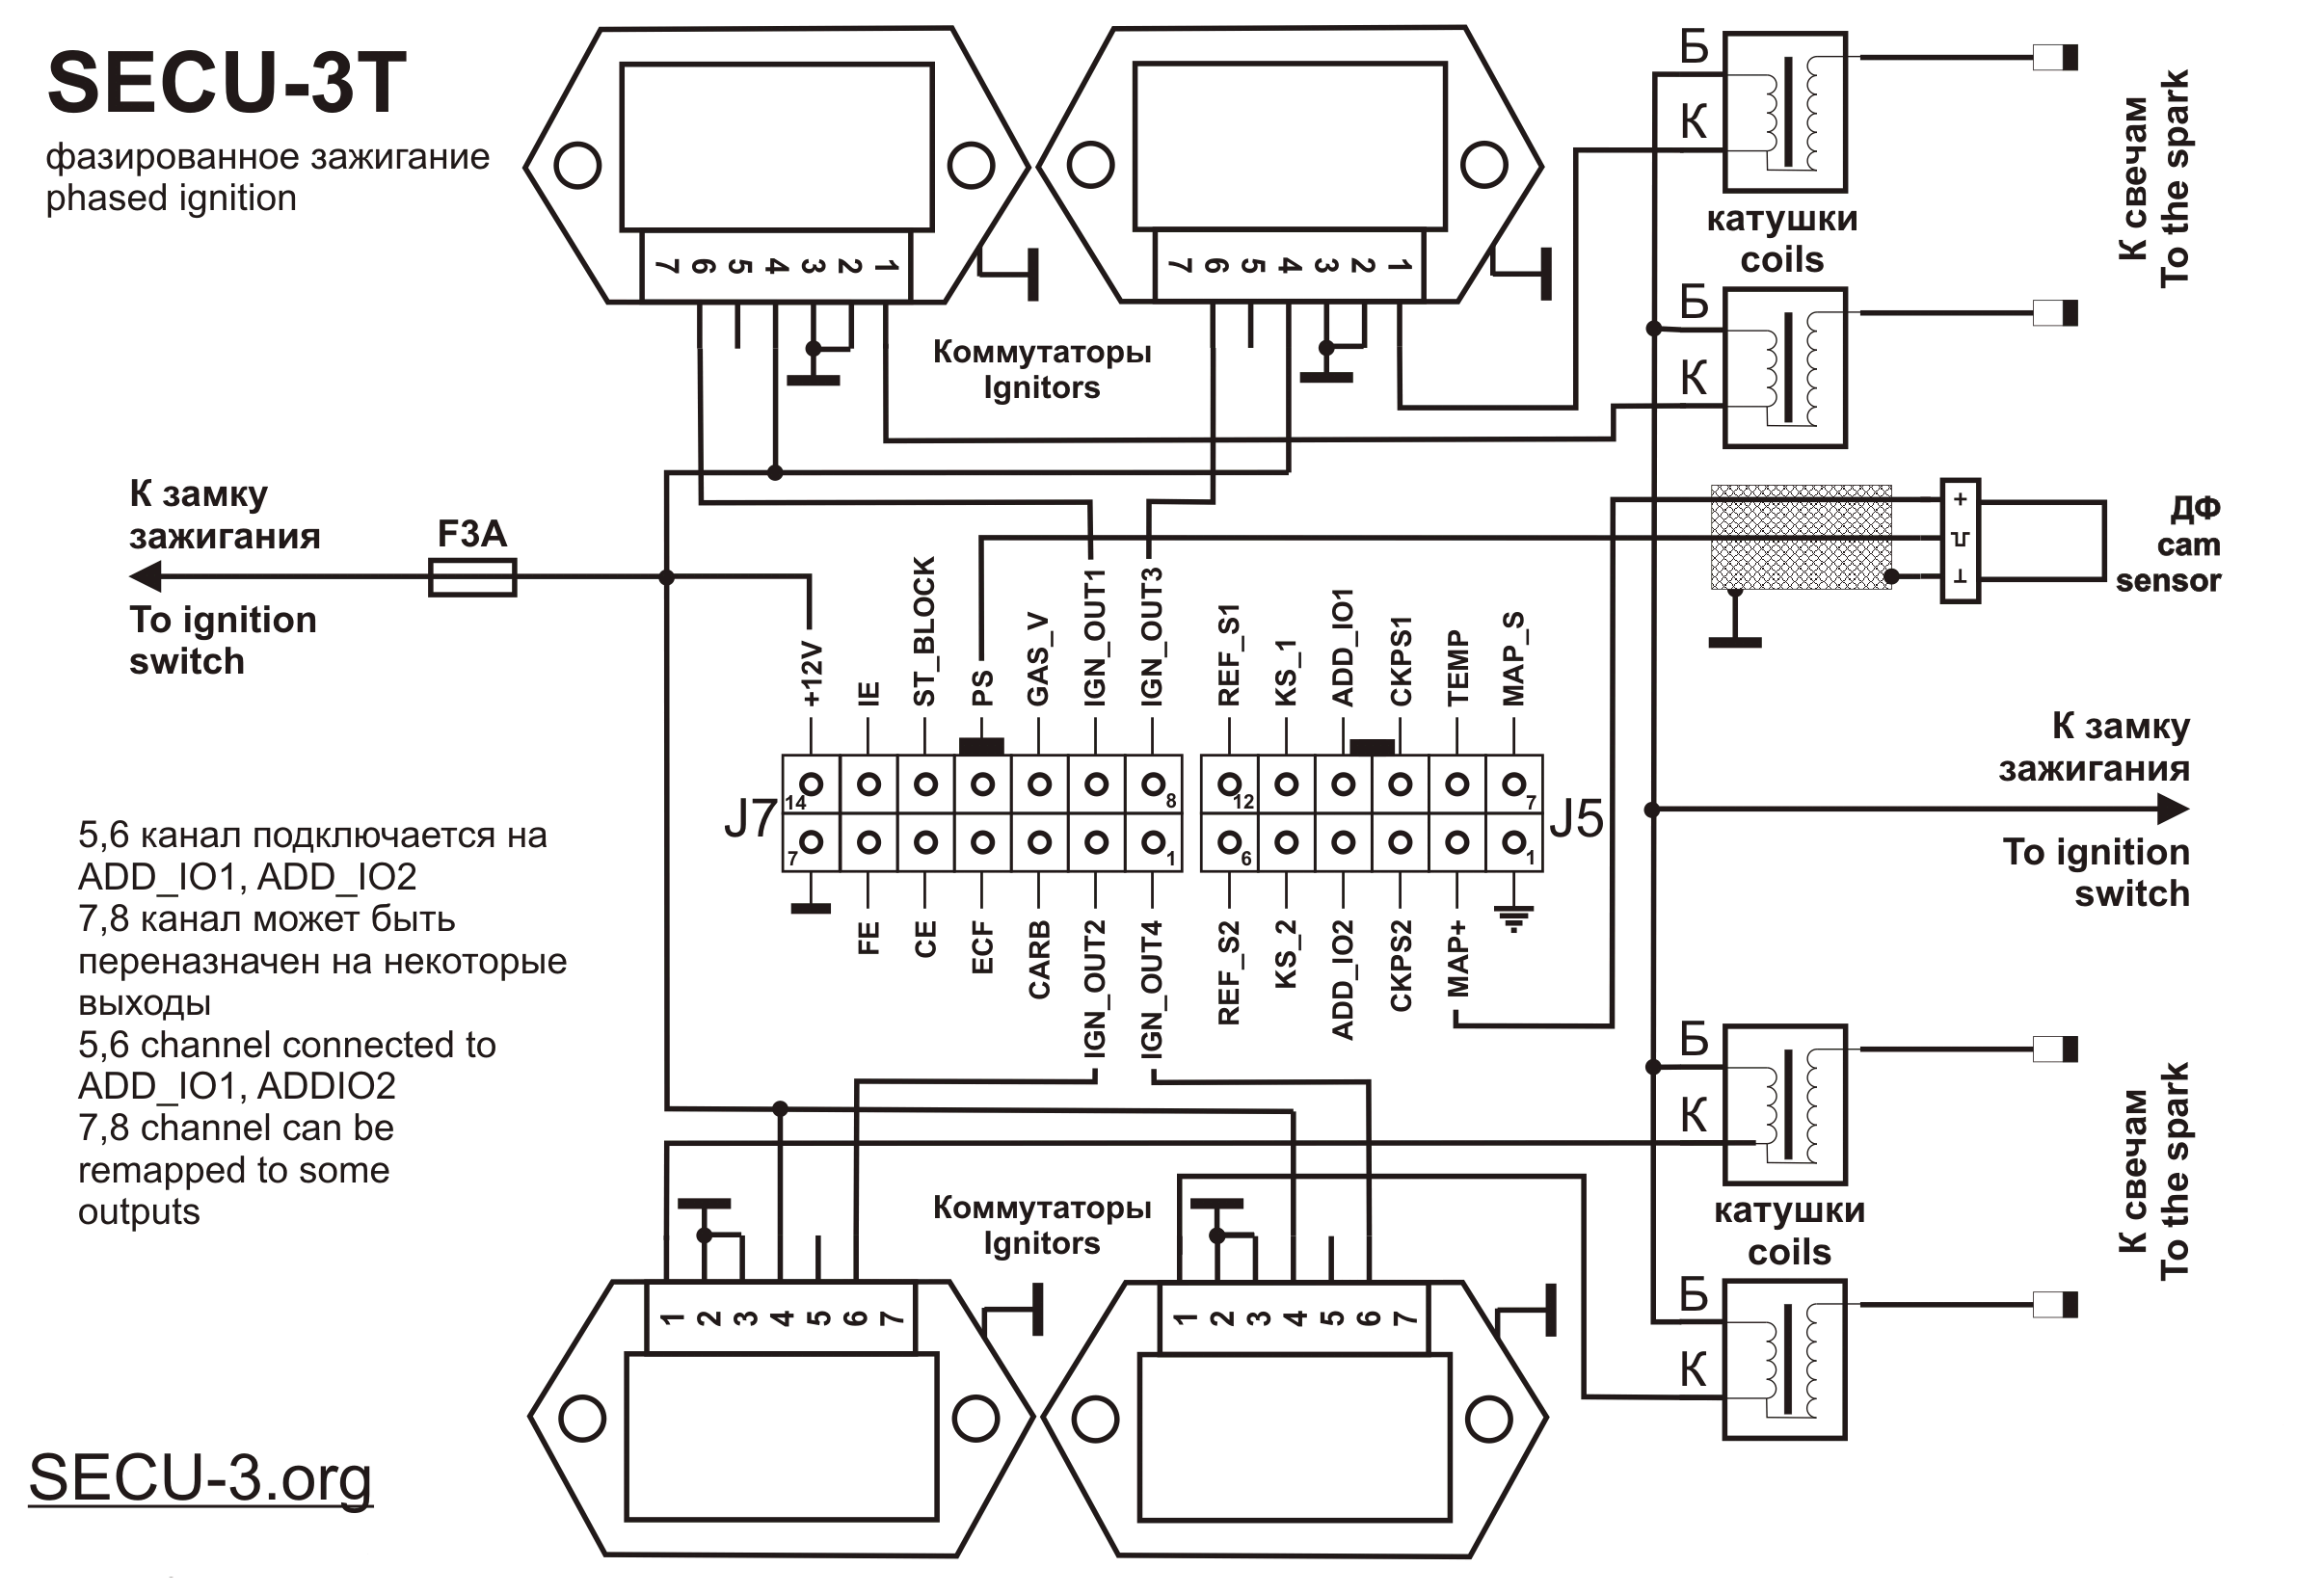 SECU-3T
фазированное зажигание
phased ignition
7 6 5 4 3 2 1
7 6 5 4 3 2 1
Коммутаторы
Ignitors
Б
К
катушки
coils
Б
К
К свечам
To the spark
К замку
зажигания
F3A
To ignition
switch
+
⊥
ДФ
cam
sensor
+12V
IE
ST_BLOCK
PS
GAS_V
IGN_OUT1
IGN_OUT3
REF_S1
KS_1
ADD_IO1
CKPS1
TEMP
MAP_S
J7
14
8
7
1
12
7
6
1
J5
FE
CE
ECF
CARB
IGN_OUT2
IGN_OUT4
REF_S2
KS_2
ADD_IO2
CKPS2
MAP+
К замку
зажигания
To ignition
switch
5,6 канал подключается на
ADD_IO1, ADD_IO2
7,8 канал может быть
переназначен на некоторые
выходы
5,6 channel connected to
ADD_IO1, ADDIO2
7,8 channel can be
remapped to some
outputs
Б
К
катушки
coils
Б
К
К свечам
To the spark
Коммутаторы
Ignitors
1 2 3 4 5 6 7
1 2 3 4 5 6 7
SECU-3.org